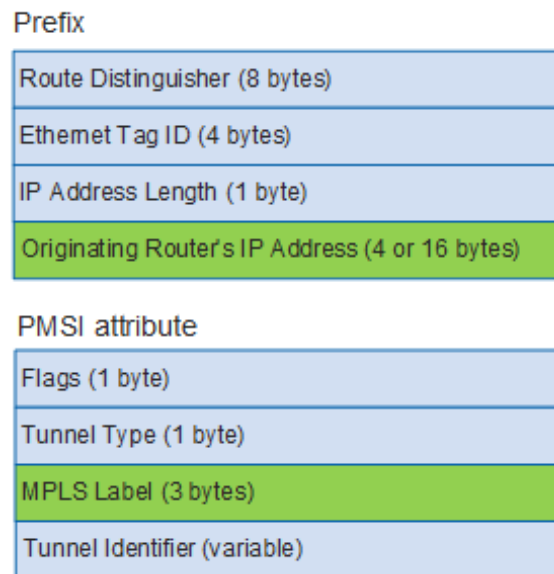 Prefix
Route Distinguisher (8 bytes)
Ethernet Tag ID (4 bytes)
IP Address Length (1 byte)
Originating Router's IP Address (4 or 16 bytes)
PMSI attribute
Flags (1 byte)
Tunnel Type (1 byte)
MPLS Label (3 bytes)
Tunnel Identifier (variable)